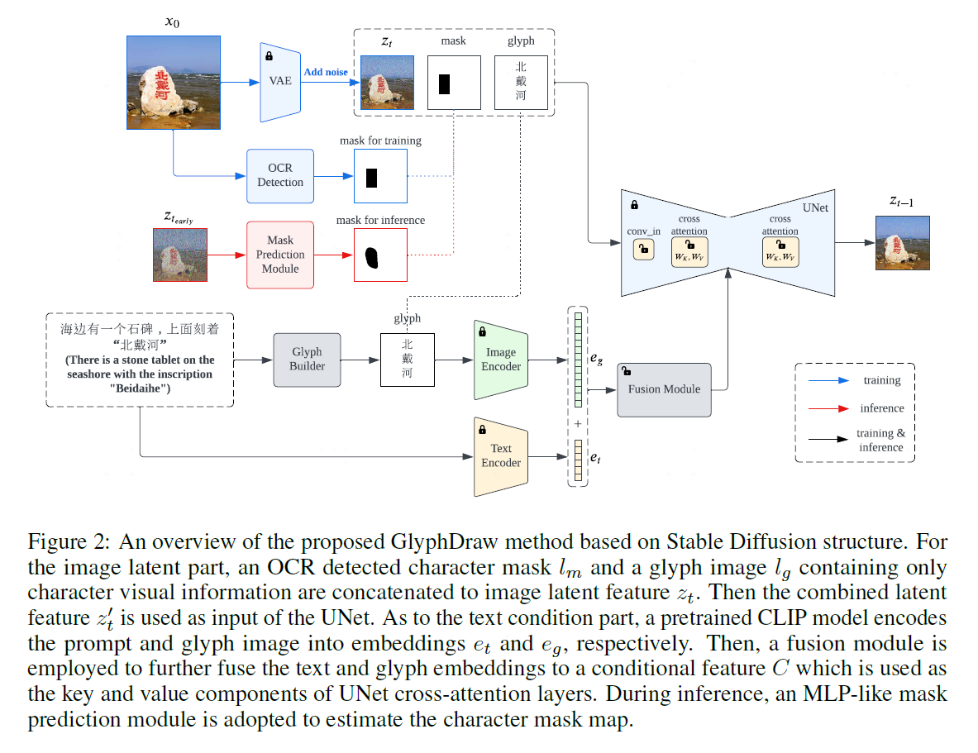 x₀
z_t
mask
glyph
VAE
Add noise
北
戴
河
北
戴
河
mask for training
OCR
Detection
z_{t_{early}}
mask for inference
Mask
Prediction
Module
UNet
conv_in
cross
attention
W_K, W_V
cross
attention
W_K, W_V
z_{t−1}
海边有一个石碑，上面刻着
“北戴河”
(There is a stone tablet on the
seashore with the inscription
"Beidaihe")
Glyph
Builder
glyph
北
戴
河
Image
Encoder
e_g
+
Text
Encoder
e_t
Fusion Module
training
inference
training &
inference
Figure 2: An overview of the proposed GlyphDraw method based on Stable Diffusion structure. For
the image latent part, an OCR detected character mask l_m and a glyph image l_g containing only
character visual information are concatenated to image latent feature z_t. Then the combined latent
feature z′_t is used as input of the UNet. As to the text condition part, a pretrained CLIP model encodes
the prompt and glyph image into embeddings e_t and e_g, respectively. Then, a fusion module is
employed to further fuse the text and glyph embeddings to a conditional feature C which is used as
the key and value components of UNet cross-attention layers. During inference, an MLP-like mask
prediction module is adopted to estimate the character mask map.